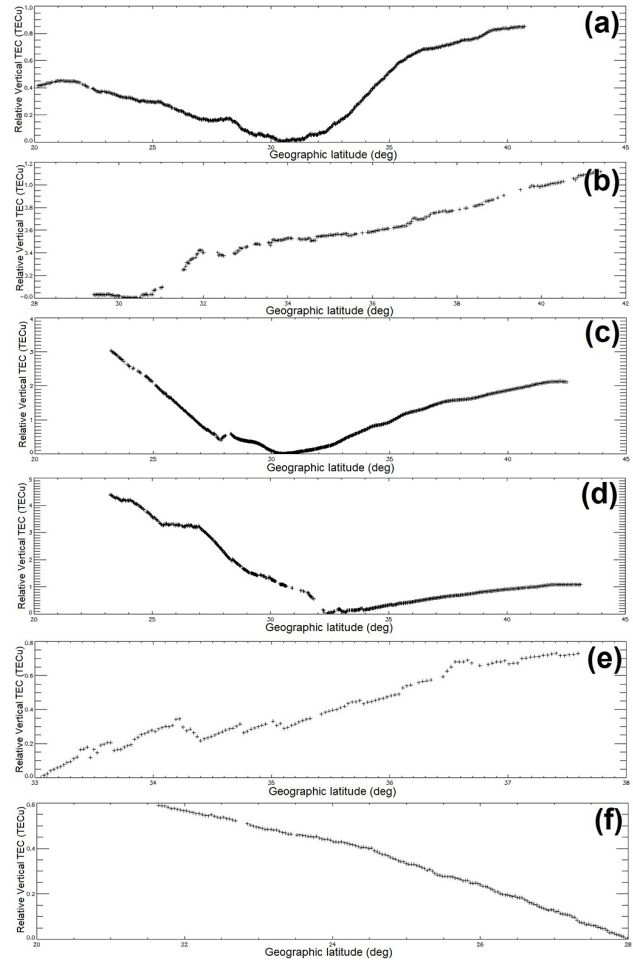 (a)
Relative Vertical TEC (TECu)
1.0
0.8
0.6
0.4
0.2
0.0
20 25 30 35 40 45
Geographic latitude (deg)
(b)
Relative Vertical TEC (TECu)
1.2
1.0
0.8
0.6
0.4
0.2
-0.0
28 30 32 34 36 38 40 42
Geographic latitude (deg)
(c)
Relative Vertical TEC (TECu)
4
3
2
1
0
20 25 30 35 40 45
Geographic latitude (deg)
(d)
Relative Vertical TEC (TECu)
5
4
3
2
1
0
20 25 30 35 40 45
Geographic latitude (deg)
(e)
Relative Vertical TEC (TECu)
0.8
0.6
0.4
0.2
0.0
33 34 35 36 37 38
Geographic latitude (deg)
(f)
Relative Vertical TEC (TECu)
0.6
0.4
0.2
0.0
20 22 24 26 28
Geographic latitude (deg)